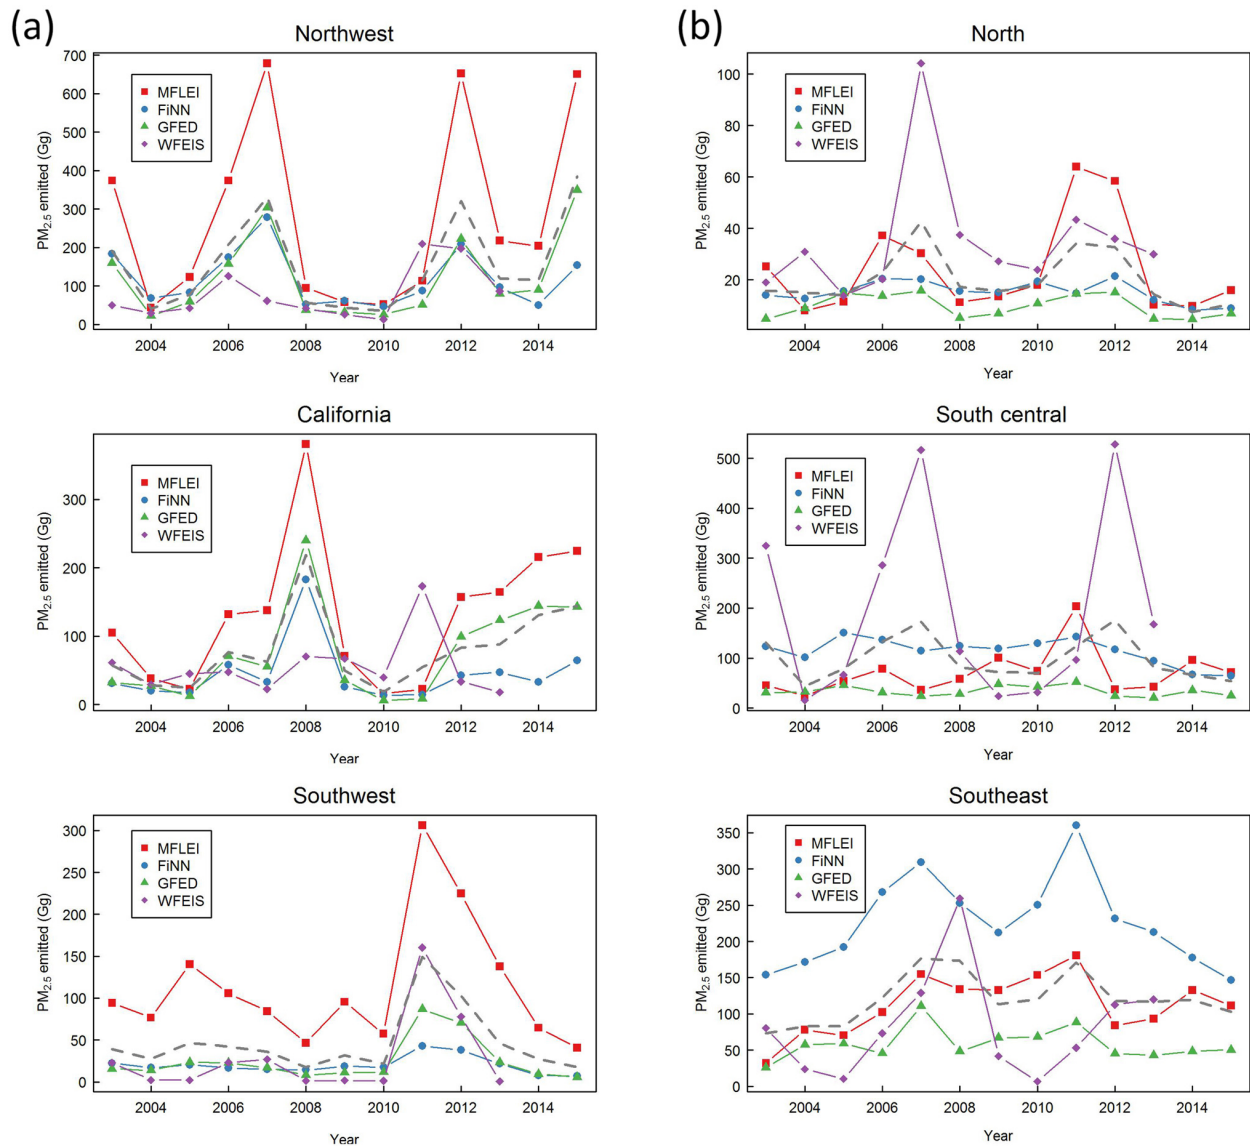 (a)
Northwest
PM2.5 emitted (Gg)
700
600
500
400
300
200
100
0
MFLEI
FiNN
GFED
WFEIS
2004 2006 2008 2010 2012 2014
Year
California
PM2.5 emitted (Gg)
300
200
100
0
MFLEI
FiNN
GFED
WFEIS
2004 2006 2008 2010 2012 2014
Year
Southwest
PM2.5 emitted (Gg)
300
250
200
150
100
50
0
MFLEI
FiNN
GFED
WFEIS
2004 2006 2008 2010 2012 2014
Year
(b)
North
PM2.5 emitted (Gg)
100
80
60
40
20
MFLEI
FiNN
GFED
WFEIS
2004 2006 2008 2010 2012 2014
Year
South central
PM2.5 emitted (Gg)
500
400
300
200
100
0
MFLEI
FiNN
GFED
WFEIS
2004 2006 2008 2010 2012 2014
Year
Southeast
PM2.5 emitted (Gg)
350
300
250
200
150
100
50
0
MFLEI
FiNN
GFED
WFEIS
2004 2006 2008 2010 2012 2014
Year